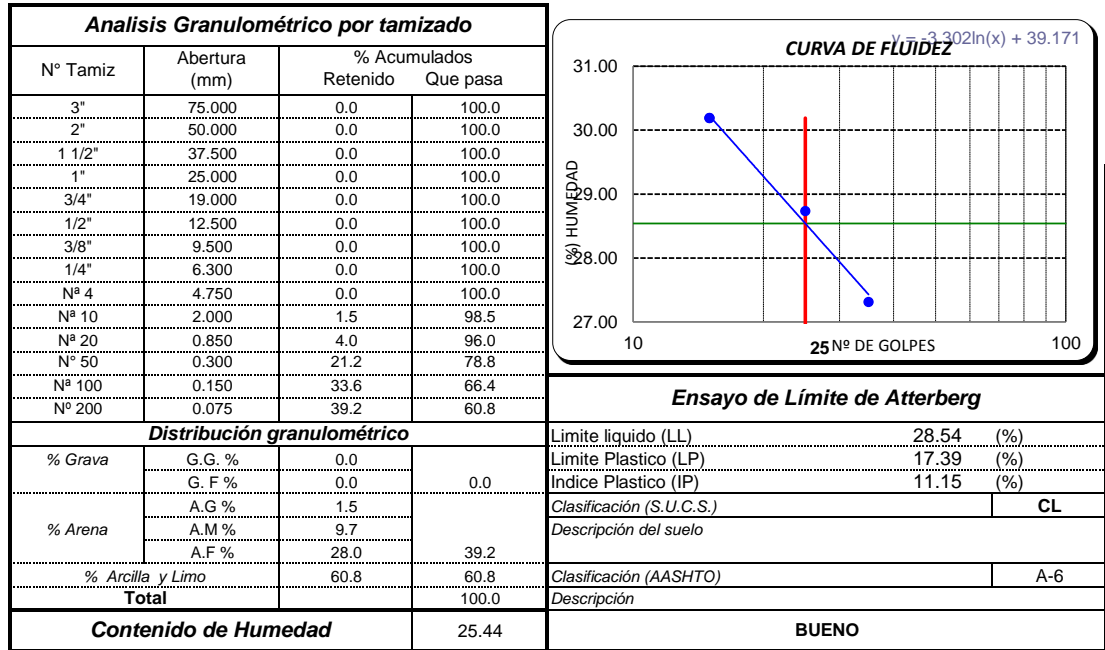 Analisis Granulométrico por tamizado
N° Tamiz Abertura (mm) % Acumulados
Retenido Que pasa
3" 75.000 0.0 100.0
2" 50.000 0.0 100.0
1 1/2" 37.500 0.0 100.0
1" 25.000 0.0 100.0
3/4" 19.000 0.0 100.0
1/2" 12.500 0.0 100.0
3/8" 9.500 0.0 100.0
1/4" 6.300 0.0 100.0
Nª 4 4.750 0.0 100.0
Nª 10 2.000 1.5 98.5
Nª 20 0.850 4.0 96.0
N° 50 0.300 21.2 78.8
Nª 100 0.150 33.6 66.4
Nº 200 0.075 39.2 60.8
Distribución granulométrico
% Grava G.G. % 0.0
G. F % 0.0 0.0
A.G % 1.5
% Arena A.M % 9.7
A.F % 28.0 39.2
% Arcilla y Limo 60.8 60.8
Total 100.0
Contenido de Humedad 25.44
CURVA DE FLUIDEZ
y = -3.302ln(x) + 39.171
31.00
30.00
29.00
28.00
27.00
(%) HUMEDAD
10 25 Nº DE GOLPES 100
Ensayo de Límite de Atterberg
Limite liquido (LL) 28.54 (%)
Limite Plastico (LP) 17.39 (%)
Indice Plastico (IP) 11.15 (%)
Clasificación (S.U.C.S.) CL
Descripción del suelo
Clasificación (AASHTO) A-6
Descripción
BUENO